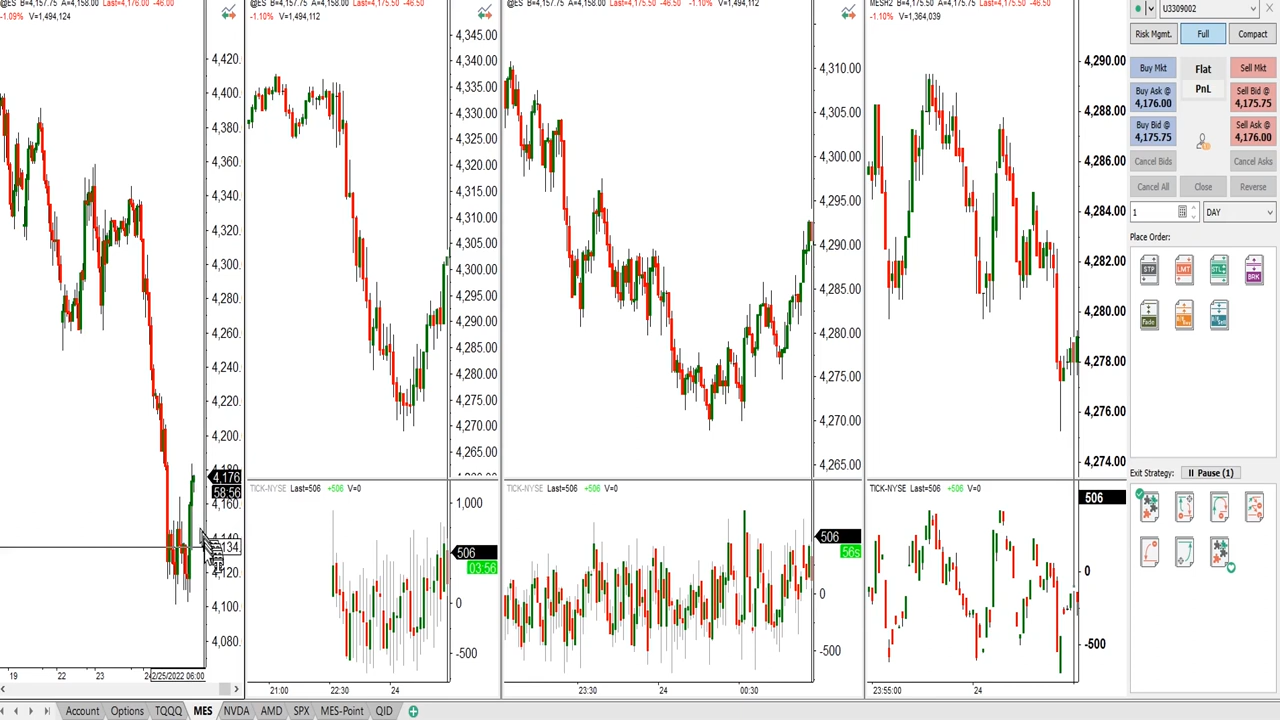 @ES B=4,157.75 A=4,158.00 Last=4,176.00 -46.00
-1.09% V=1,494,124
4,420
4,400
4,380
4,360
4,340
4,320
4,300
4,280
4,260
4,240
4,220
4,200
4,180
4,176
58:56
4,160
4,140
4,134
4,120
4,100
4,080
19 22 23 24 2/25/2022 06:00
@ES B=4,157.75 A=4,158.00 Last=4,175.50 -46.50
-1.10% V=1,494,112
4,345.00
4,340.00
4,335.00
4,330.00
4,325.00
4,320.00
4,315.00
4,310.00
4,305.00
4,300.00
4,295.00
4,290.00
4,285.00
4,280.00
4,275.00
4,270.00
4,265.00
TICK-NYSE Last=506 +506 V=0
1,000
506
03:56
0
-500
21:00 22:30 24
@ES B=4,157.75 A=4,158.00 Last=4,175.50 -46.50 -1.10% V=1,494,112
4,310.00
4,305.00
4,300.00
4,295.00
4,290.00
4,285.00
4,280.00
4,275.00
4,270.00
4,265.00
TICK-NYSE Last=506 +506 V=0
506
56s
0
-500
23:30 24 00:30
MESH2 B=4,175.50 A=4,175.75 Last=4,175.50 -46.50
-1.10% V=1,364,039
4,290.00
4,288.00
4,286.00
4,284.00
4,282.00
4,280.00
4,278.00
4,276.00
4,274.00
TICK-NYSE Last=506 +506 V=0
506
0
-500
23:55:00 24
U3309002
Risk Mgmt. Full Compact
Buy Mkt Flat Sell Mkt
Buy Ask @
4,176.00
PnL
Sell Bid @
4,175.75
Buy Bid @
4,175.75
Sell Ask @
4,176.00
Cancel Bids Cancel Asks
Cancel All Close Reverse
1 DAY
Place Order:
STP LMT STL BRK
Fade
Exit Strategy: Pause (1)
Account Options TQQQ MES NVDA AMD SPX MES-Point QID